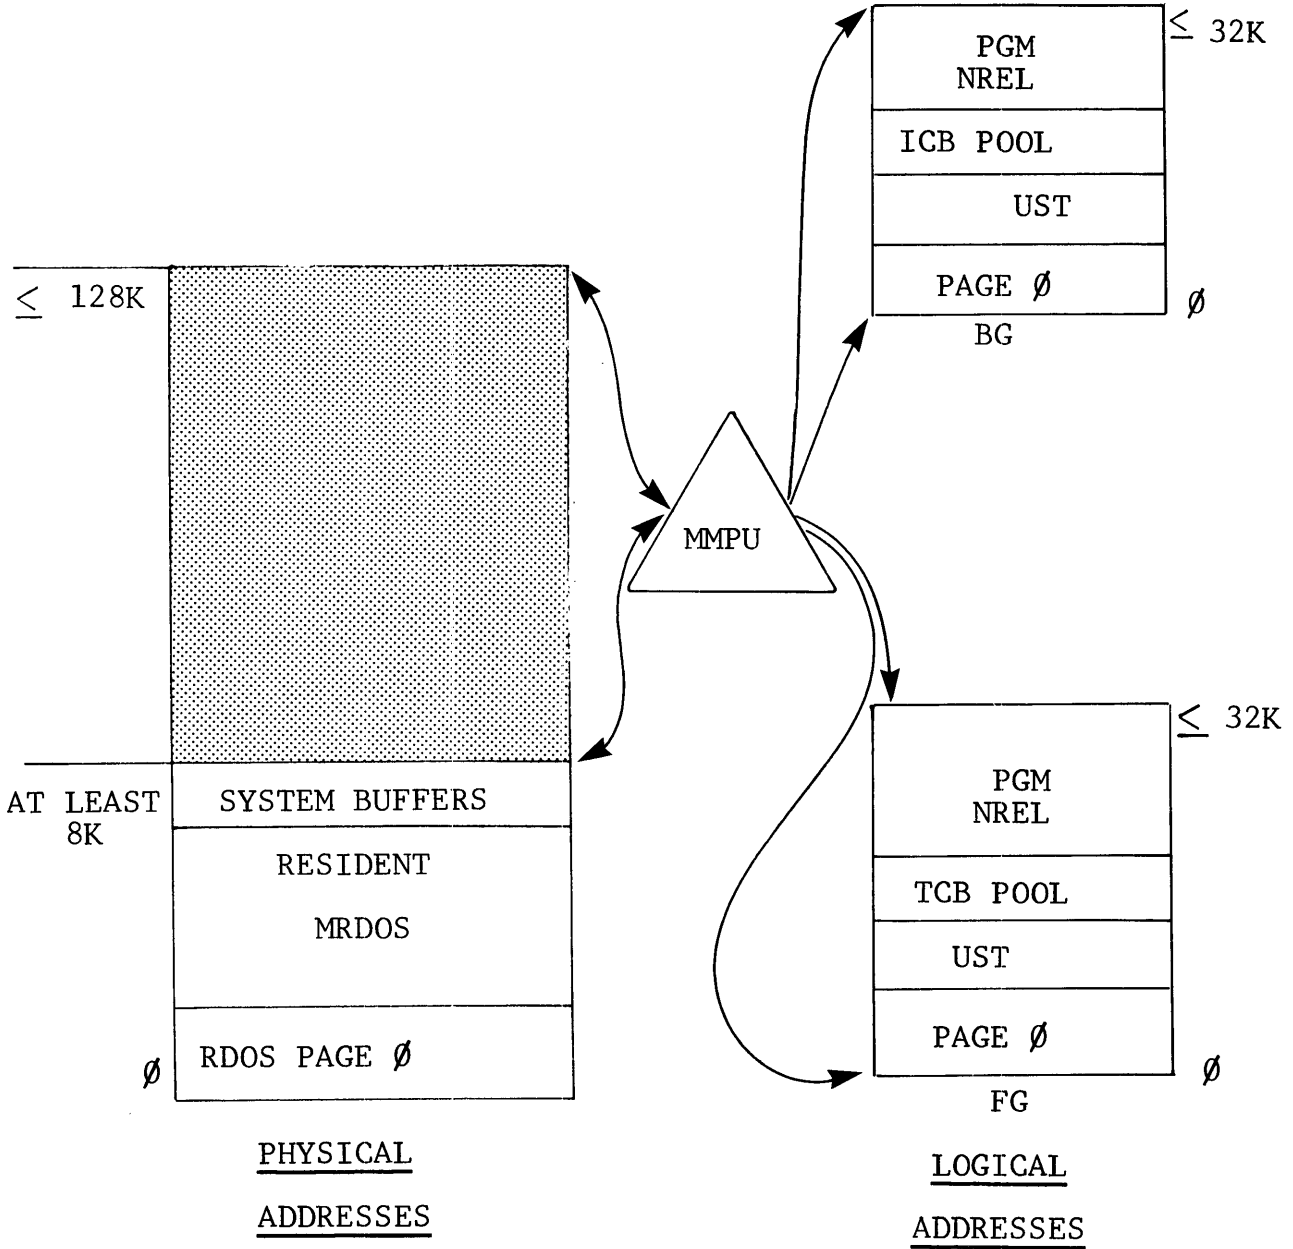 ≤ 128K
AT LEAST
8K
SYSTEM BUFFERS
RESIDENT
MRDOS
RDOS PAGE Ø
Ø
PHYSICAL
ADDRESSES
MMPU
≤ 32K
PGM
NREL
ICB POOL
UST
PAGE Ø
Ø
BG
≤ 32K
PGM
NREL
TCB POOL
UST
PAGE Ø
Ø
FG
LOGICAL
ADDRESSES